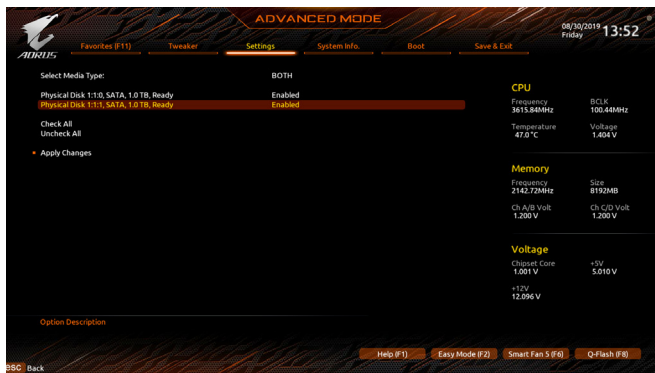 ADVANCED MODE
08/30/2019 13:52
Friday
AORUS
Favorites (F11) Tweaker Settings System Info. Boot Save & Exit
Select Media Type: BOTH
Physical Disk 1:1:0, SATA, 1.0 TB, Ready Enabled
Physical Disk 1:1:1, SATA, 1.0 TB, Ready Enabled
Check All
Uncheck All
Apply Changes
CPU
Frequency BCLK
3615.84MHz 100.44MHz
Temperature Voltage
47.0 °C 1.404 V
Memory
Frequency Size
2142.72MHz 8192MB
Ch A/B Volt Ch C/D Volt
1.200 V 1.200 V
Voltage
Chipset Core +5V
1.001 V 5.010 V
+12V
12.096 V
Option Description
Help (F1) Easy Mode (F2) Smart Fan 5 (F6) Q-Flash (F8)
esc Back